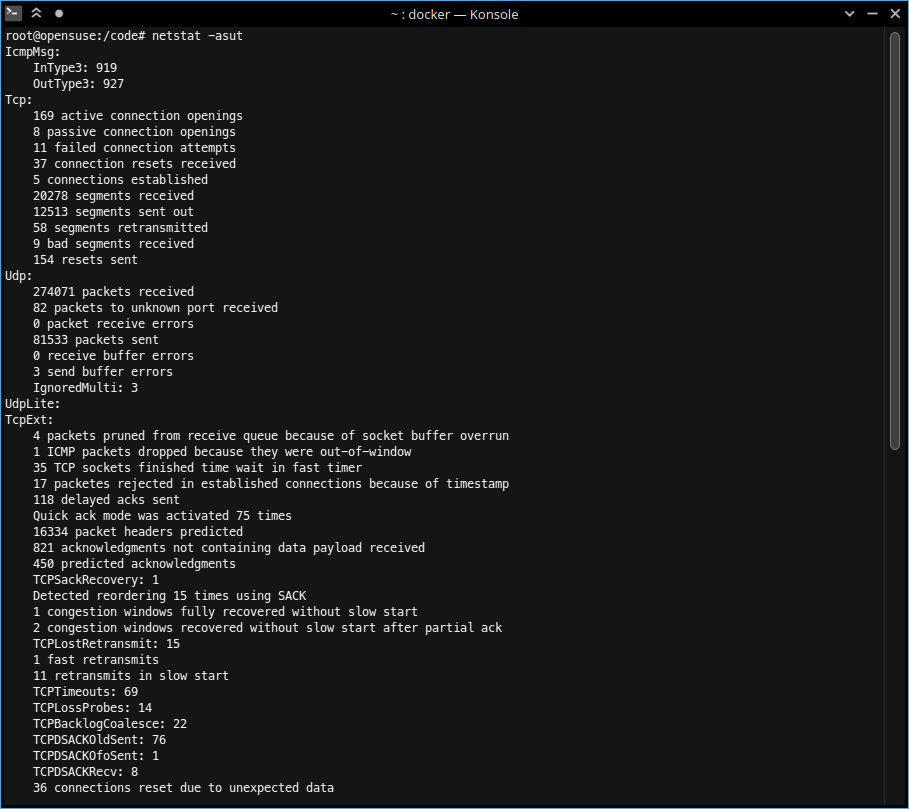 ~ : docker — Konsole
root@opensuse:/code# netstat -asut
IcmpMsg:
    InType3: 919
    OutType3: 927
Tcp:
    169 active connection openings
    8 passive connection openings
    11 failed connection attempts
    37 connection resets received
    5 connections established
    20278 segments received
    12513 segments sent out
    58 segments retransmitted
    9 bad segments received
    154 resets sent
Udp:
    274071 packets received
    82 packets to unknown port received
    0 packet receive errors
    81533 packets sent
    0 receive buffer errors
    3 send buffer errors
    IgnoredMulti: 3
UdpLite:
TcpExt:
    4 packets pruned from receive queue because of socket buffer overrun
    1 ICMP packets dropped because they were out-of-window
    35 TCP sockets finished time wait in fast timer
    17 packetes rejected in established connections because of timestamp
    118 delayed acks sent
    Quick ack mode was activated 75 times
    16334 packet headers predicted
    821 acknowledgments not containing data payload received
    450 predicted acknowledgments
    TCPSackRecovery: 1
    Detected reordering 15 times using SACK
    1 congestion windows fully recovered without slow start
    2 congestion windows recovered without slow start after partial ack
    TCPLostRetransmit: 15
    1 fast retransmits
    11 retransmits in slow start
    TCPTimeouts: 69
    TCPLossProbes: 14
    TCPBacklogCoalesce: 22
    TCPDSACKOldSent: 76
    TCPDSACKOfoSent: 1
    TCPDSACKRecv: 8
    36 connections reset due to unexpected data